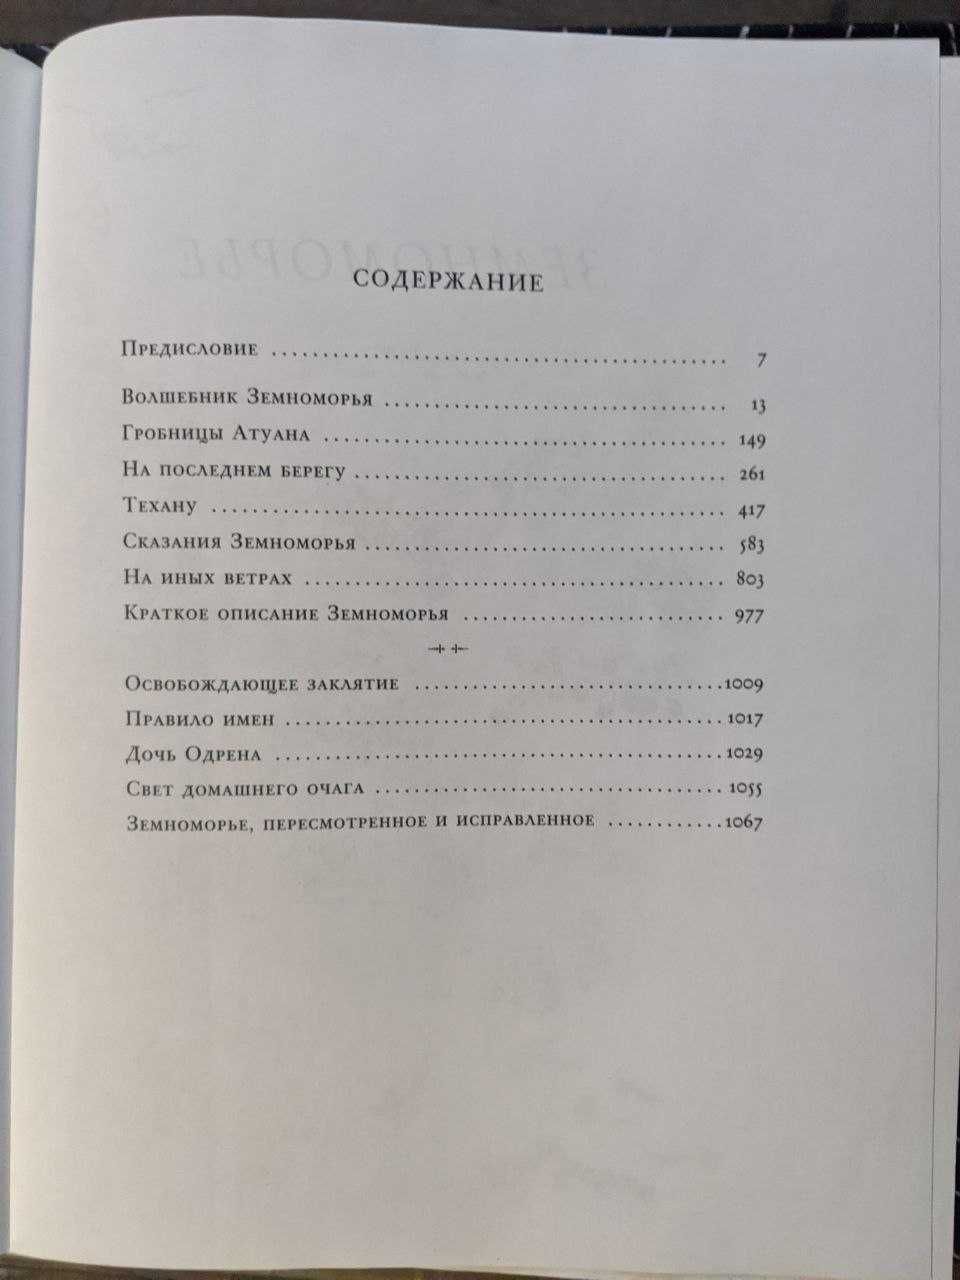 СОДЕРЖАНИЕ
Предисловие ........................................ 7
Волшебник Земноморья ........................................ 13
Гробницы Атуана ........................................ 149
На последнем берегу ........................................ 261
Техану ........................................ 417
Сказания Земноморья ........................................ 583
На иных ветрах ........................................ 803
Краткое описание Земноморья ........................................ 977
Освобождающее заклятие ........................................ 1009
Правило имен ........................................ 1017
Дочь Одрена ........................................ 1029
Свет домашнего очага ........................................ 1055
Земноморье, пересмотренное и исправленное ............ 1067